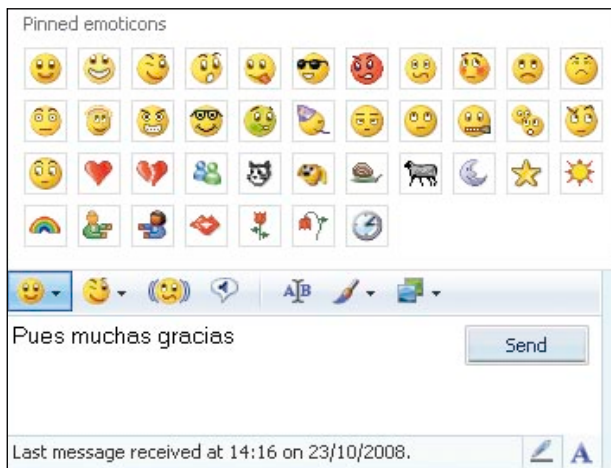 Pinned emoticons
A B
Pues muchas gracias
Send
Last message received at 14:16 on 23/10/2008.
A